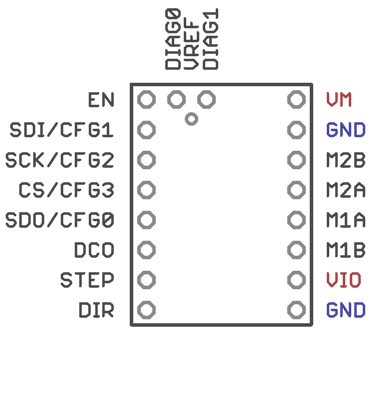 DIAG0
VREF
DIAG1
EN VM
SDI/CFG1 GND
SCK/CFG2 M2B
CS/CFG3 M2A
SDO/CFG0 M1A
DCO M1B
STEP VIO
DIR GND